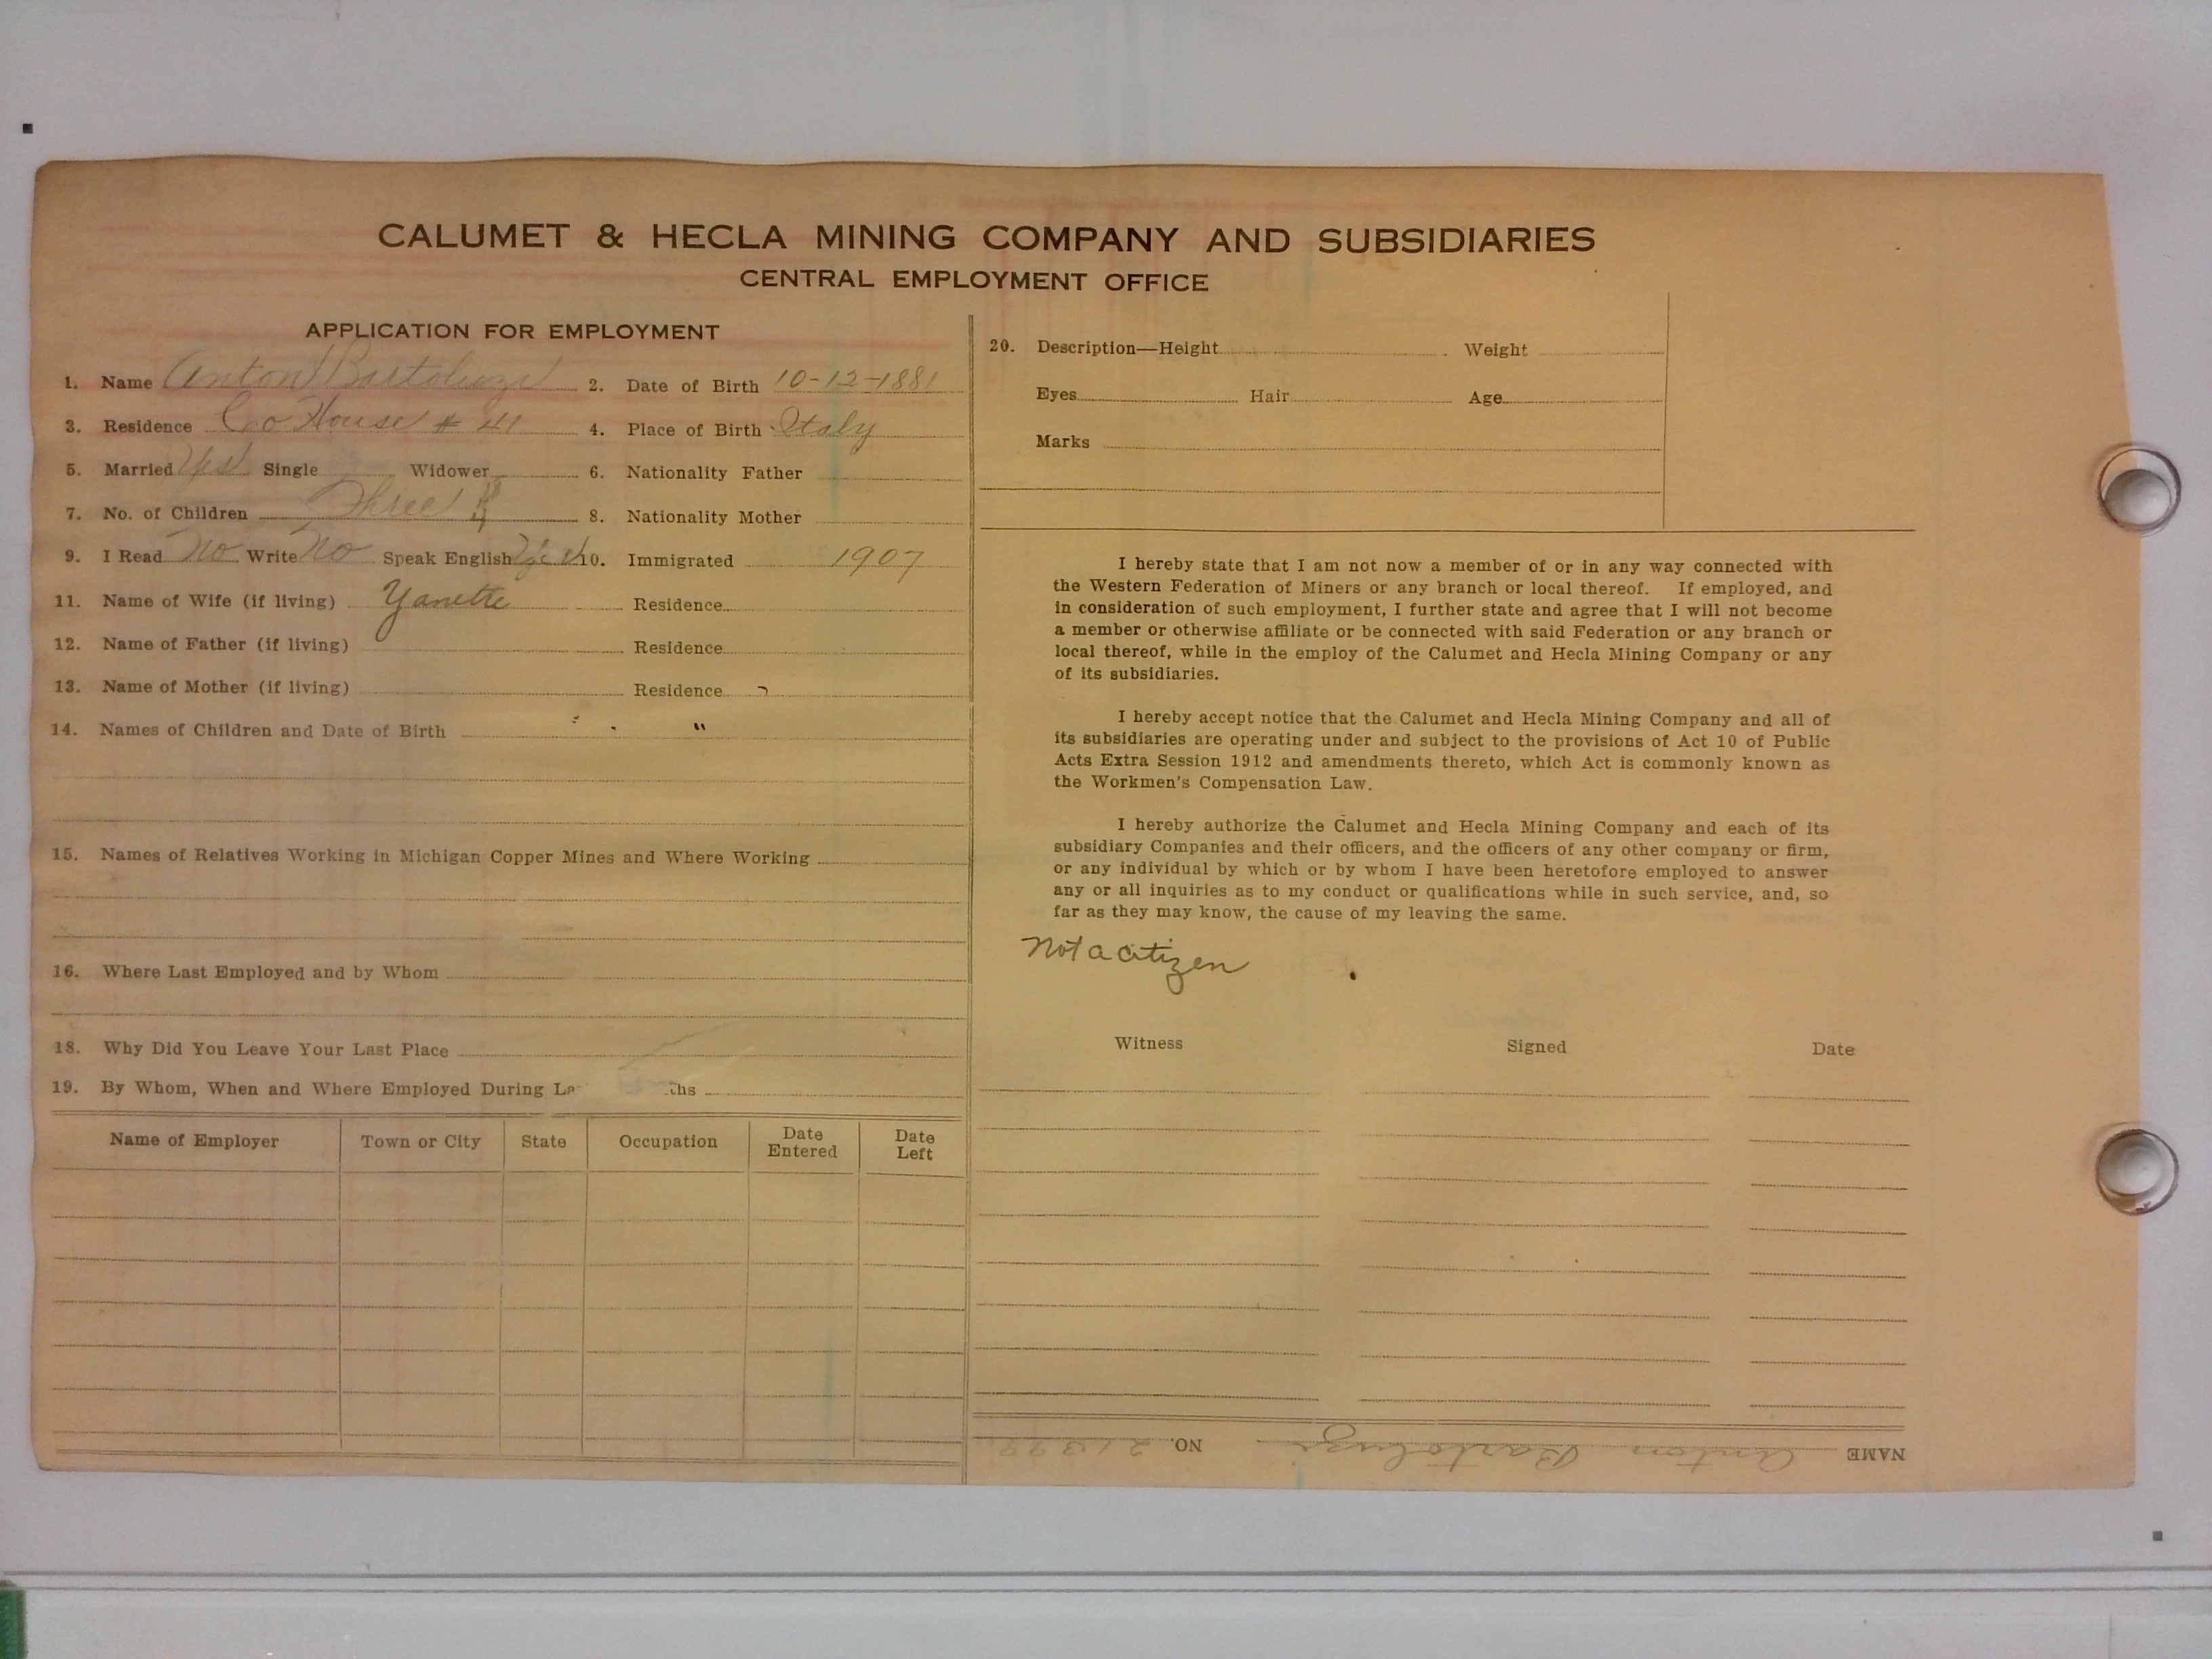 CALUMET & HECLA MINING COMPANY AND SUBSIDIARIES
CENTRAL EMPLOYMENT OFFICE
APPLICATION FOR EMPLOYMENT
1. Name Anton Bartoluzzi 2. Date of Birth 10-12-1881
3. Residence Co House # 41 4. Place of Birth Italy
5. Married Yes Single Widower 6. Nationality Father
7. No. of Children Three 4 8. Nationality Mother
9. I Read No Write No Speak English Yes 10. Immigrated 1907
11. Name of Wife (if living) Yanette Residence
12. Name of Father (if living) Residence
13. Name of Mother (if living) Residence
14. Names of Children and Date of Birth
15. Names of Relatives Working in Michigan Copper Mines and Where Working
16. Where Last Employed and by Whom
18. Why Did You Leave Your Last Place
19. By Whom, When and Where Employed During
Name of Employer Town or City State Occupation Date Entered Date Left
20. Description—Height Weight
Eyes Hair Age
Marks
I hereby state that I am not now a member of or in any way connected with
the Western Federation of Miners or any branch or local thereof. If employed, and
in consideration of such employment, I further state and agree that I will not become
a member or otherwise affiliate or be connected with said Federation or any branch or
local thereof, while in the employ of the Calumet and Hecla Mining Company or any
of its subsidiaries.
I hereby accept notice that the Calumet and Hecla Mining Company and all of
its subsidiaries are operating under and subject to the provisions of Act 10 of Public
Acts Extra Session 1912 and amendments thereto, which Act is commonly known as
the Workmen's Compensation Law.
I hereby authorize the Calumet and Hecla Mining Company and each of its
subsidiary Companies and their officers, and the officers of any other company or firm,
or any individual by which or by whom I have been heretofore employed to answer
any or all inquiries as to my conduct or qualifications while in such service, and, so
far as they may know, the cause of my leaving the same.
Not a citizen
Witness Signed Date
NAME Anton Bartoluzzi NO. 21399